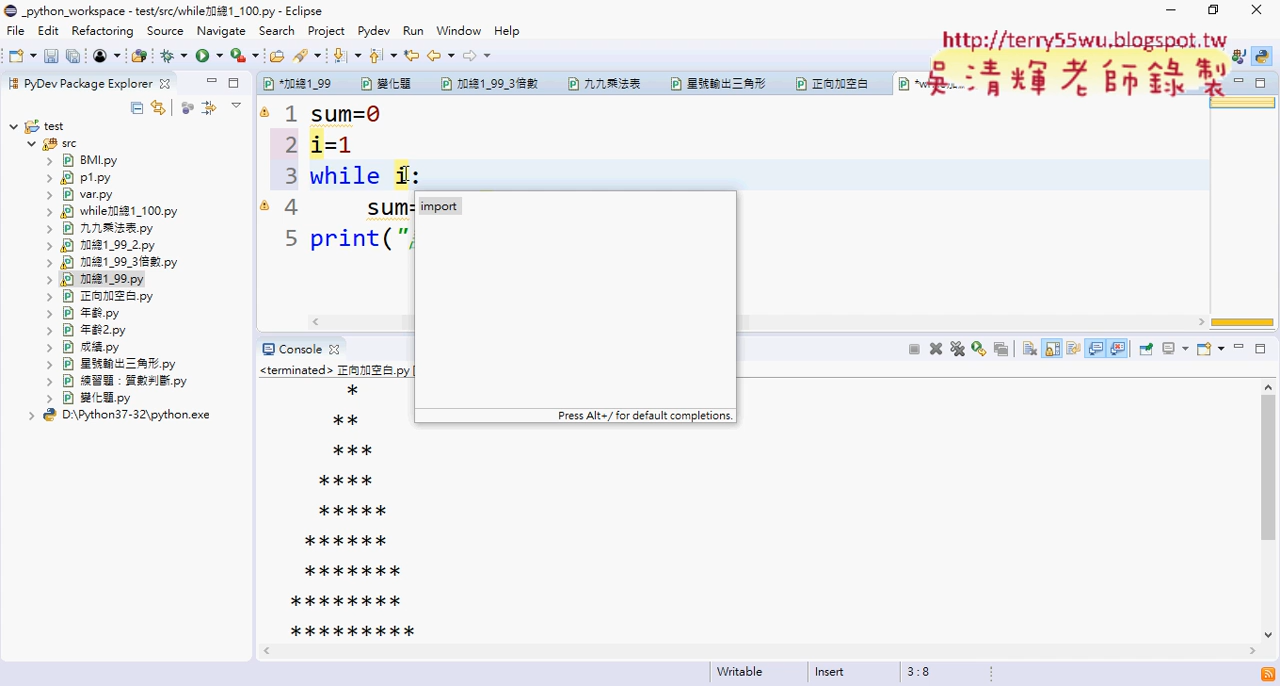 _python_workspace - test/src/while加總1_100.py - Eclipse
File Edit Refactoring Source Navigate Search Project Pydev Run Window Help
http://terry55wu.blogspot.tw
吳清輝老師錄製
PyDev Package Explorer
*加總1_99 變化題 加總1_99_3倍數 九九乘法表 星號輸出三角形 正向加空白
test
src
BMI.py
p1.py
var.py
while加總1_100.py
九九乘法表.py
加總1_99_2.py
加總1_99_3倍數.py
加總1_99.py
正向加空白.py
年齡.py
年齡2.py
成績.py
星號輸出三角形.py
練習題：質數判斷.py
變化題.py
D:\Python37-32\python.exe
1 sum=0
2 i=1
3 while i:
4 sum=
5 print("
import
Press Alt+/ for default completions.
Console
<terminated> 正向加空白.py [
*
**
***
****
*****
******
*******
********
*********
Writable Insert 3 : 8